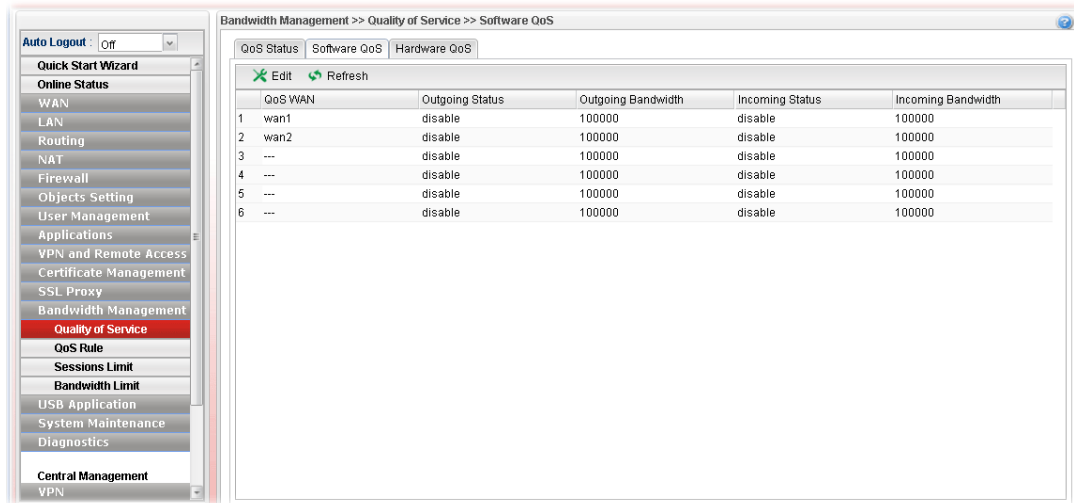 Bandwidth Management >> Quality of Service >> Software QoS
Auto Logout : Off
Quick Start Wizard
Online Status
WAN
LAN
Routing
NAT
Firewall
Objects Setting
User Management
Applications
VPN and Remote Access
Certificate Management
SSL Proxy
Bandwidth Management
Quality of Service
QoS Rule
Sessions Limit
Bandwidth Limit
USB Application
System Maintenance
Diagnostics
Central Management
VPN
QoS Status Software QoS Hardware QoS
Edit Refresh
QoS WAN Outgoing Status Outgoing Bandwidth Incoming Status Incoming Bandwidth
1 wan1 disable 100000 disable 100000
2 wan2 disable 100000 disable 100000
3 --- disable 100000 disable 100000
4 --- disable 100000 disable 100000
5 --- disable 100000 disable 100000
6 --- disable 100000 disable 100000